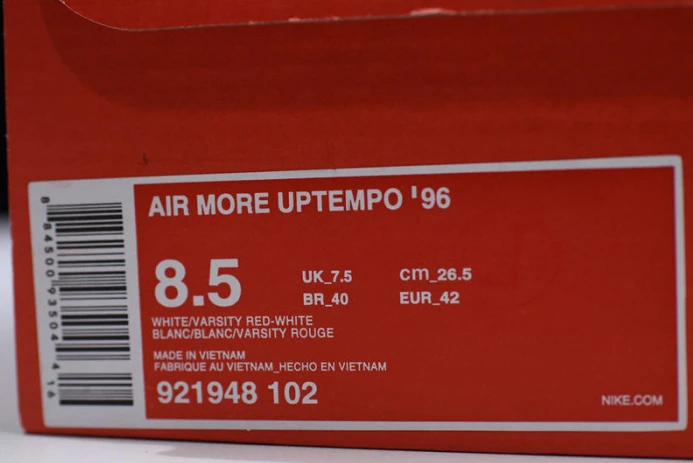 AIR MORE UPTEMPO '96
8.5
UK_7.5 cm_26.5
BR_40 EUR_42
WHITE/VARSITY RED-WHITE
BLANC/BLANC/VARSITY ROUGE
MADE IN VIETNAM
FABRIQUE AU VIETNAM_HECHO EN VIETNAM
921948 102
NIKE.COM